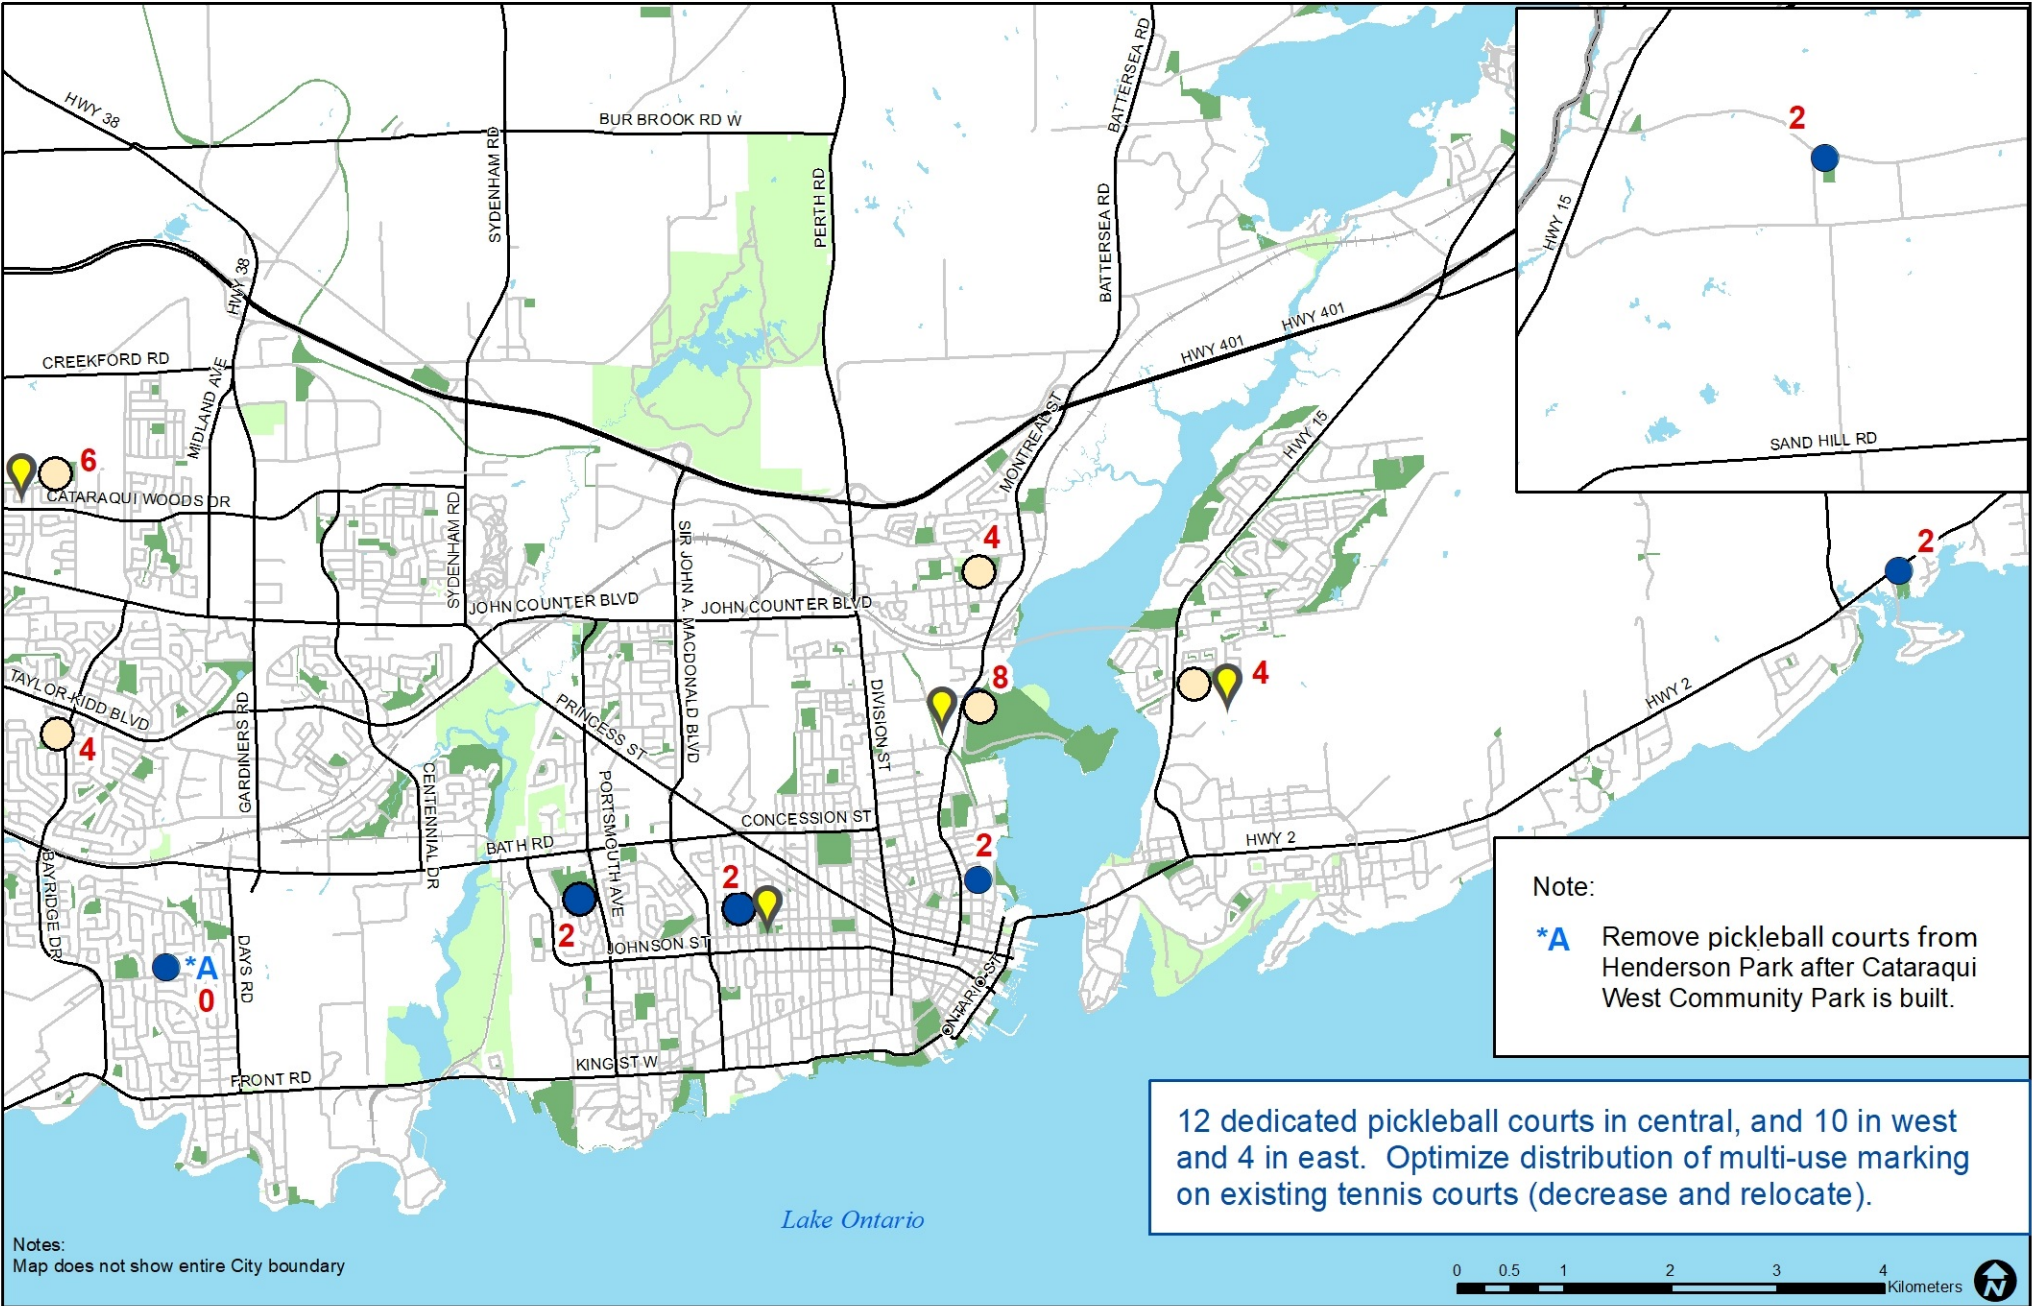 HWY 38
BUR BROOK RD W
BATTERSEA RD
SYDENHAM RD
PERTH RD
BATTERSEA RD
2
HWY 15
SAND HILL RD
HWY 38
HWY 401
HWY 401
CREEKFORD RD
MIDLAND AVE
MONTREAL ST
HWY 15
6
CATARAQUI WOODS DR
SYDENHAM RD
SIR JOHN A. MACDONALD BLVD
4
2
JOHN COUNTER BLVD
JOHN COUNTER BLVD
TAYLOR-KIDD BLVD
GARDINERS RD
PRINCESS ST
DIVISION ST
8
4
HWY 2
4
CENTENNIAL DR
PORTSMOUTH AVE
CONCESSION ST
BATH RD
HWY 2
2
2
2
BAYRIDGE DR
DAYS RD
JOHNSON ST
*A
0
ONTARIO ST
KING ST W
FRONT RD
Note:
*A Remove pickleball courts from
Henderson Park after Cataraqui
West Community Park is built.
12 dedicated pickleball courts in central, and 10 in west
and 4 in east. Optimize distribution of multi-use marking
on existing tennis courts (decrease and relocate).
Lake Ontario
Notes:
Map does not show entire City boundary
0 0.5 1 2 3 4
Kilometers
N